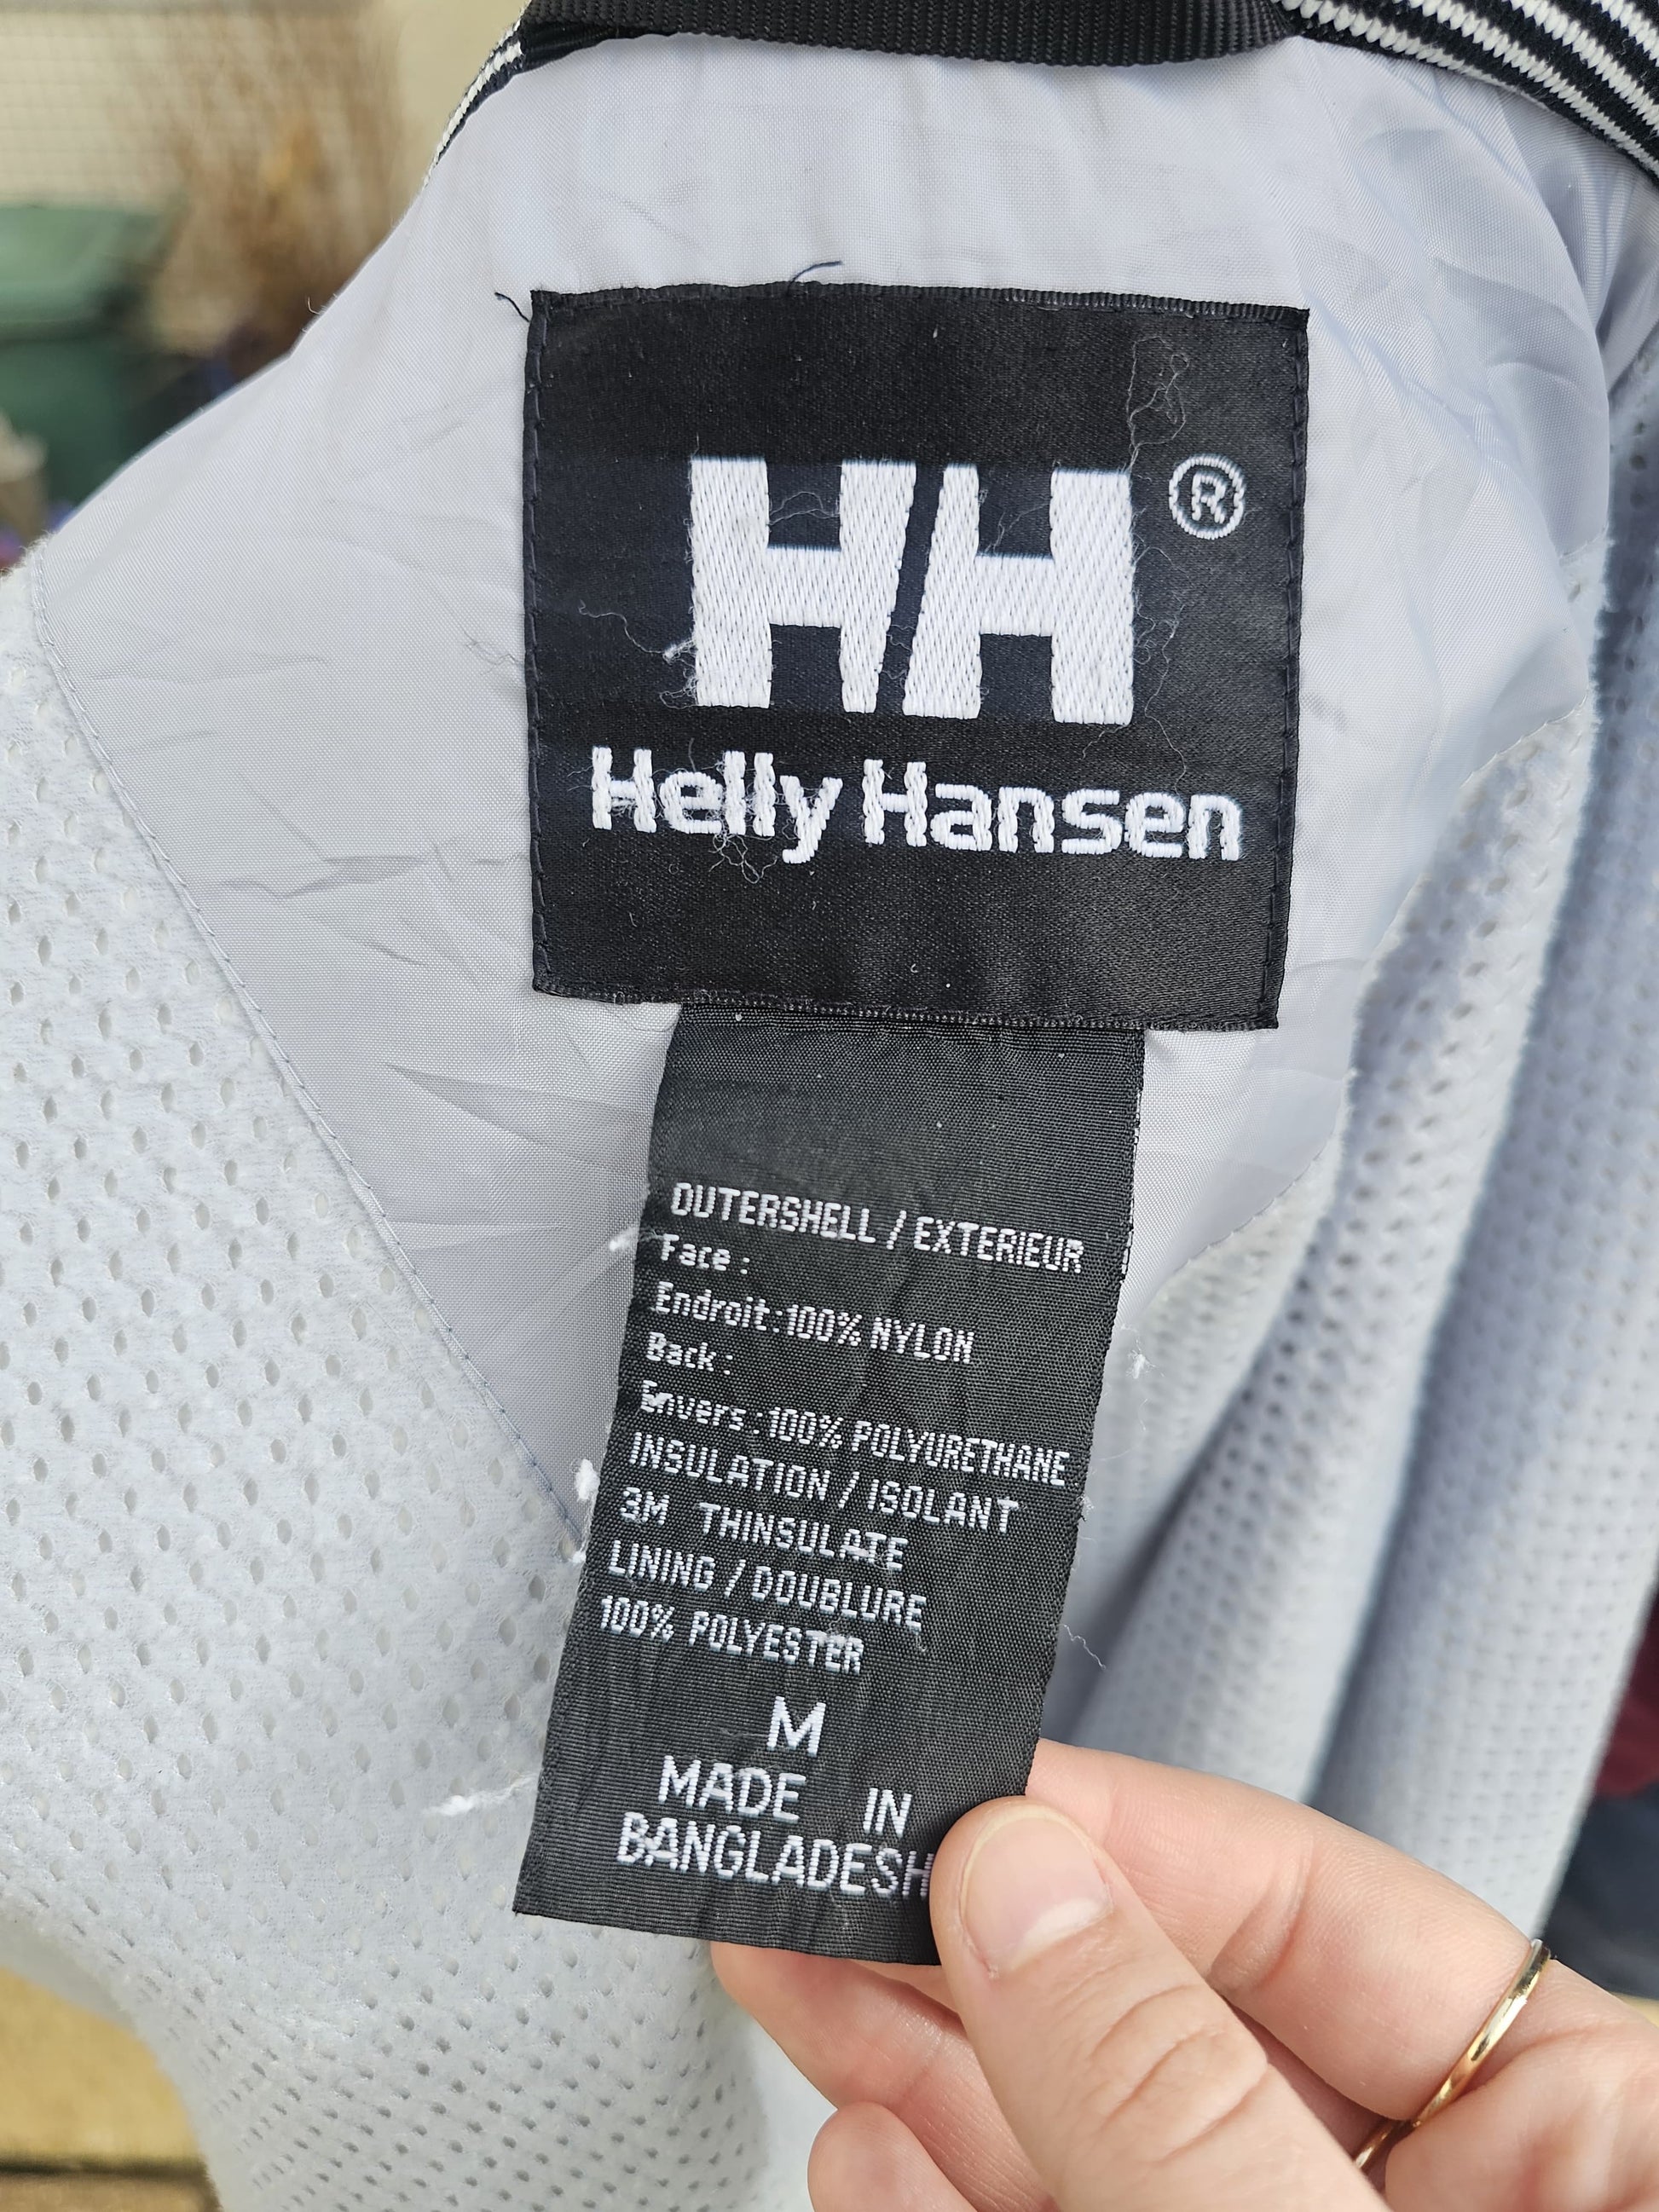 HH ®
Helly Hansen
OUTERSHELL / EXTERIEUR
Face :
Endroit:100% NYLON
Back :
Envers:100% POLYURETHANE
INSULATION / ISOLANT
3M THINSULATE
LINING / DOUBLURE
100% POLYESTER
M
MADE IN
BANGLADESH